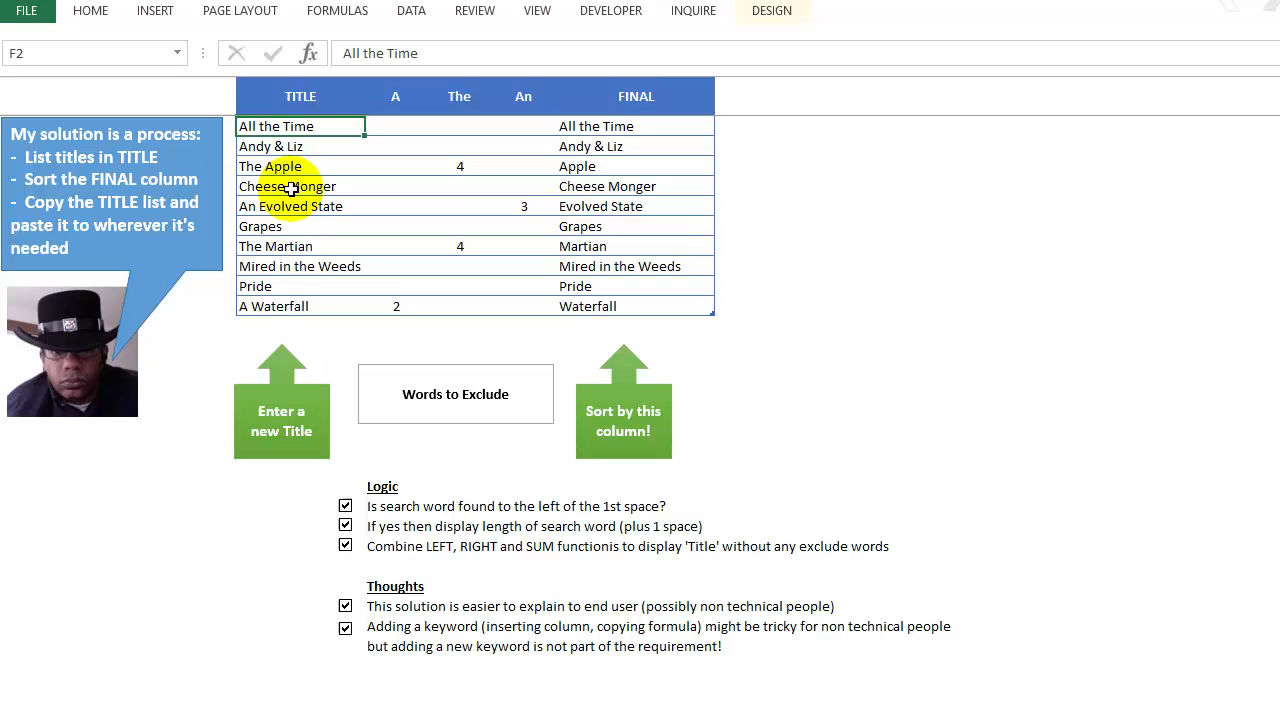 FILE HOME INSERT PAGE LAYOUT FORMULAS DATA REVIEW VIEW DEVELOPER INQUIRE DESIGN
F2 fx All the Time
TITLE A The An FINAL
All the Time All the Time
Andy & Liz Andy & Liz
The Apple 4 Apple
Cheese Monger Cheese Monger
An Evolved State 3 Evolved State
Grapes Grapes
The Martian 4 Martian
Mired in the Weeds Mired in the Weeds
Pride Pride
A Waterfall 2 Waterfall
My solution is a process:
- List titles in TITLE
- Sort the FINAL column
- Copy the TITLE list and
paste it to wherever it's
needed
Enter a
new Title
Words to Exclude
Sort by this
column!
Logic
Is search word found to the left of the 1st space?
If yes then display length of search word (plus 1 space)
Combine LEFT, RIGHT and SUM functionis to display 'Title' without any exclude words
Thoughts
This solution is easier to explain to end user (possibly non technical people)
Adding a keyword (inserting column, copying formula) might be tricky for non technical people
but adding a new keyword is not part of the requirement!